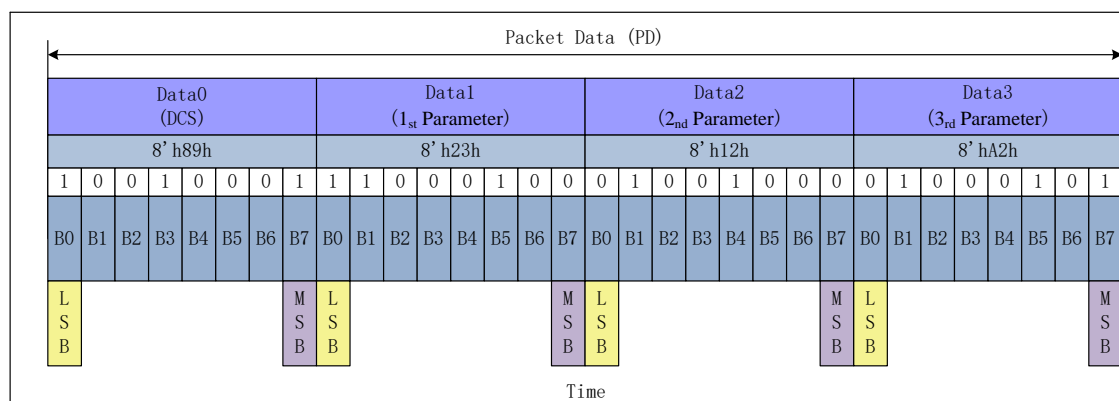 Packet Data (PD)
Data0 Data1 Data2 Data3
(DCS) (1st Parameter) (2nd Parameter) (3rd Parameter)
8'h89h 8'h23h 8'h12h 8'hA2h
1 0 0 1 0 0 0 1 1 1 0 0 0 1 0 0 0 1 0 0 1 0 0 0 0 1 0 0 0 1 0 1
B0 B1 B2 B3 B4 B5 B6 B7 B0 B1 B2 B3 B4 B5 B6 B7 B0 B1 B2 B3 B4 B5 B6 B7 B0 B1 B2 B3 B4 B5 B6 B7
L M L M L M L M
S S S S S S S S
B B B B B B B B
Time